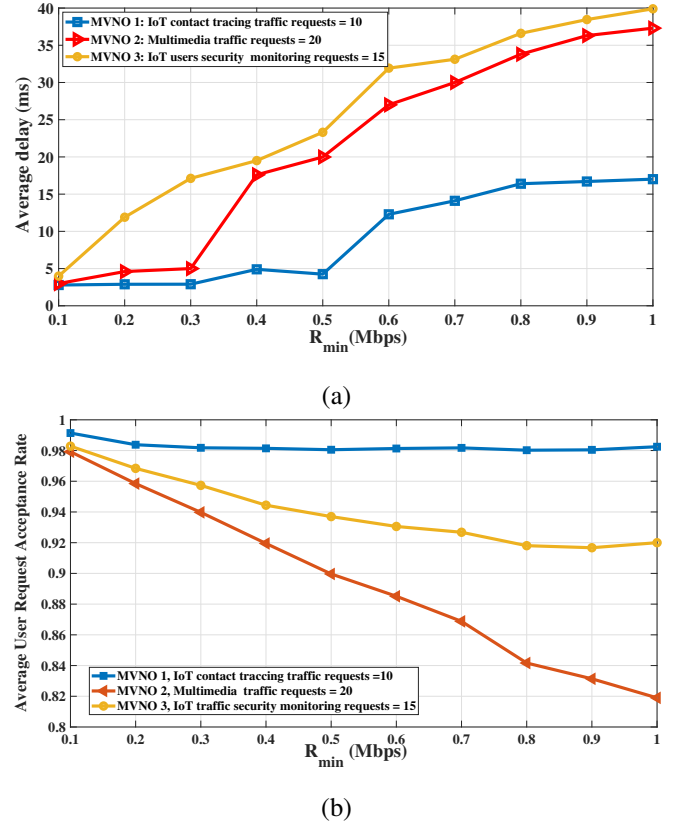 40
35
30
25
20
15
10
5
0
Average delay (ms)
MVNO 1: IoT contact tracing traffic requests = 10
MVNO 2: Multimedia traffic requests = 20
MVNO 3: IoT users security monitoring requests = 15
0.1 0.2 0.3 0.4 0.5 0.6 0.7 0.8 0.9 1
R_min(Mbps)
(a)
1
0.98
0.96
0.94
0.92
0.9
0.88
0.86
0.84
0.82
0.8
Average User Request Acceptance Rate
MVNO 1, IoT contact traccing traffic requests =10
MVNO 2, Multimedia traffic requests = 20
MVNO 3, IoT traffic security monitoring requests = 15
0.1 0.2 0.3 0.4 0.5 0.6 0.7 0.8 0.9 1
R_min (Mbps)
(b)